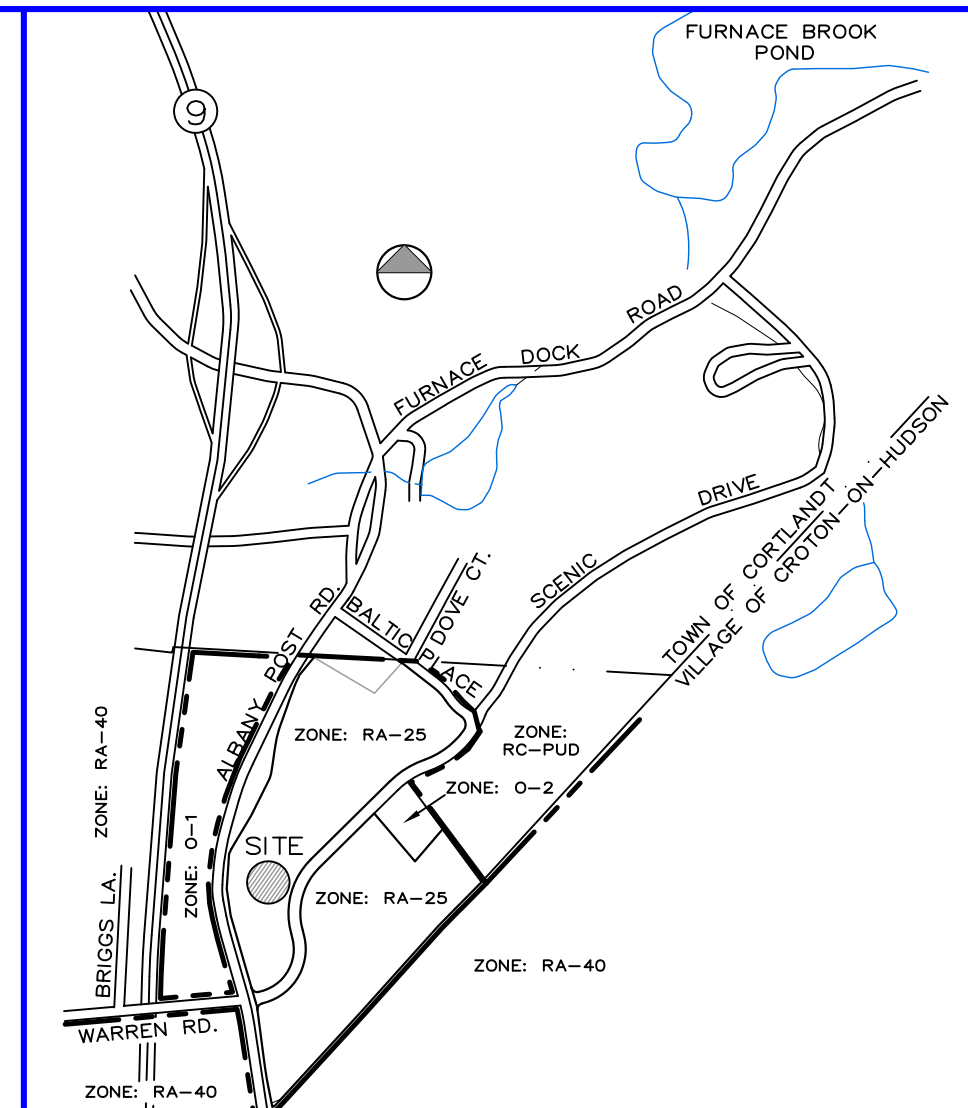 FURNACE BROOK
POND
9
FURNACE DOCK ROAD
SCENIC DRIVE
TOWN OF CORTLANDT
VILLAGE OF CROTON-ON-HUDSON
DOVE CT.
BALTIC PLACE
ALBANY POST RD.
ZONE: RA-40
ZONE: RA-25
ZONE:
RC-PUD
ZONE: O-2
ZONE: O-1
SITE
ZONE: RA-25
BRIGGS LA.
ZONE: RA-40
WARREN RD.
ZONE: RA-40